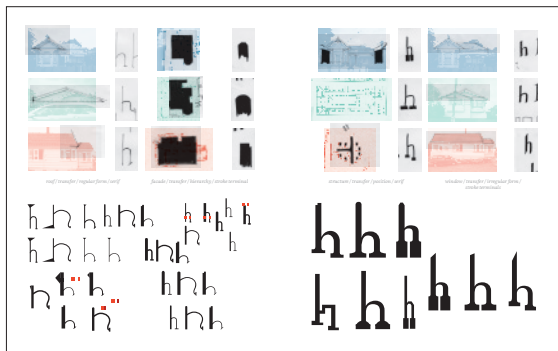 roof / transfer / regular form / serif
facade / transfer / hierarchy / stroke terminal
structure / transfer / position / serif
window / transfer / irregular form /
stroke terminals
h h h h h h h
h h h h h
h h h
h h h h
h h h
h h h
h h h
h h h
h h h
h h h
h h h